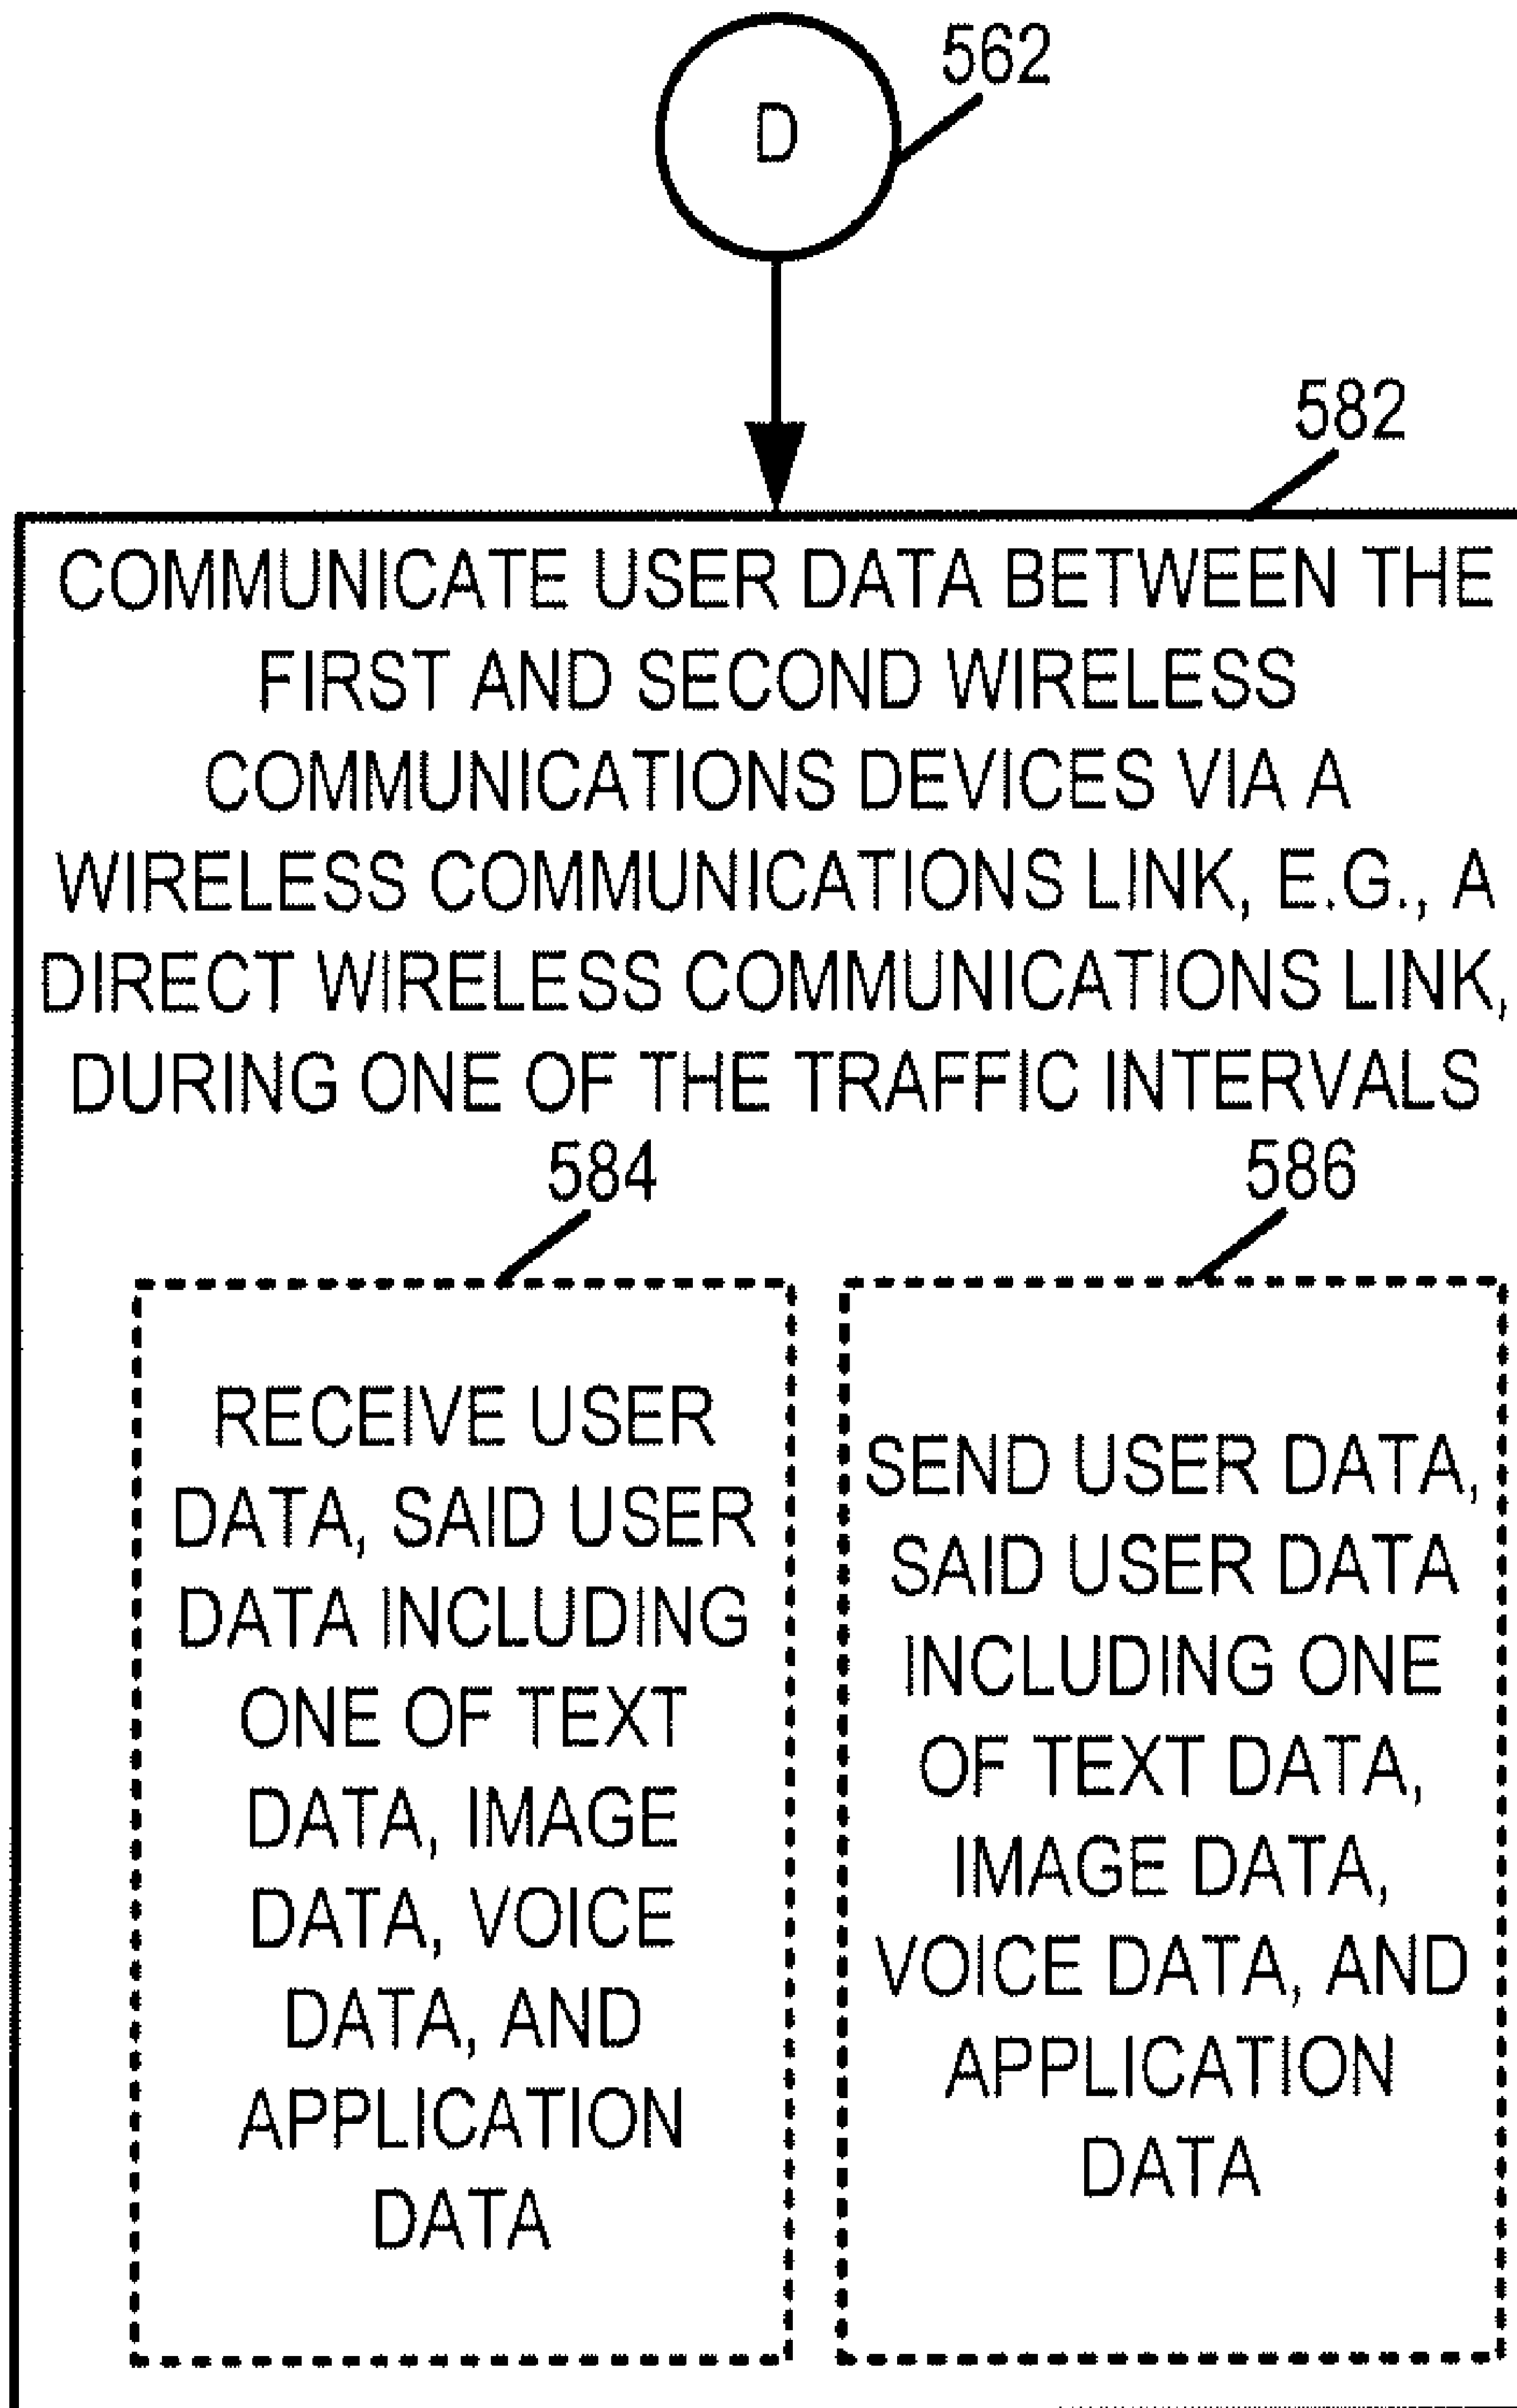 562
D
582
COMMUNICATE USER DATA BETWEEN THE
FIRST AND SECOND WIRELESS
COMMUNICATIONS DEVICES VIA A
WIRELESS COMMUNICATIONS LINK, E.G., A
DIRECT WIRELESS COMMUNICATIONS LINK,
DURING ONE OF THE TRAFFIC INTERVALS
584
RECEIVE USER
DATA, SAID USER
DATA INCLUDING
ONE OF TEXT
DATA, IMAGE
DATA, VOICE
DATA, AND
APPLICATION
DATA
586
SEND USER DATA,
SAID USER DATA
INCLUDING ONE
OF TEXT DATA,
IMAGE DATA,
VOICE DATA, AND
APPLICATION
DATA